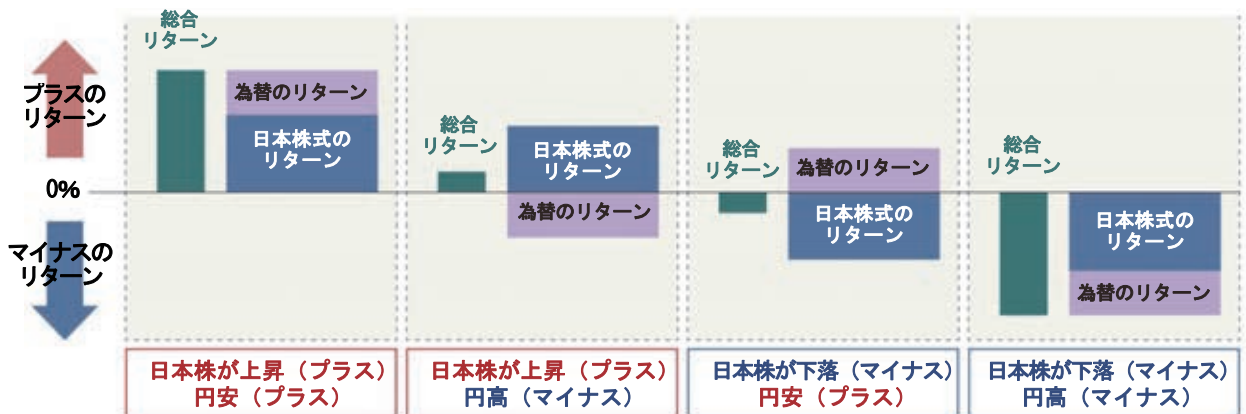 プラスの
リターン
0%
マイナスの
リターン
総合
リターン
為替のリターン
日本株式の
リターン
日本株が上昇（プラス）
円安（プラス）
総合
リターン
日本株式の
リターン
為替のリターン
日本株が上昇（プラス）
円高（マイナス）
総合
リターン
為替のリターン
日本株式の
リターン
日本株が下落（マイナス）
円安（プラス）
総合
リターン
日本株式の
リターン
為替のリターン
日本株が下落（マイナス）
円高（マイナス）